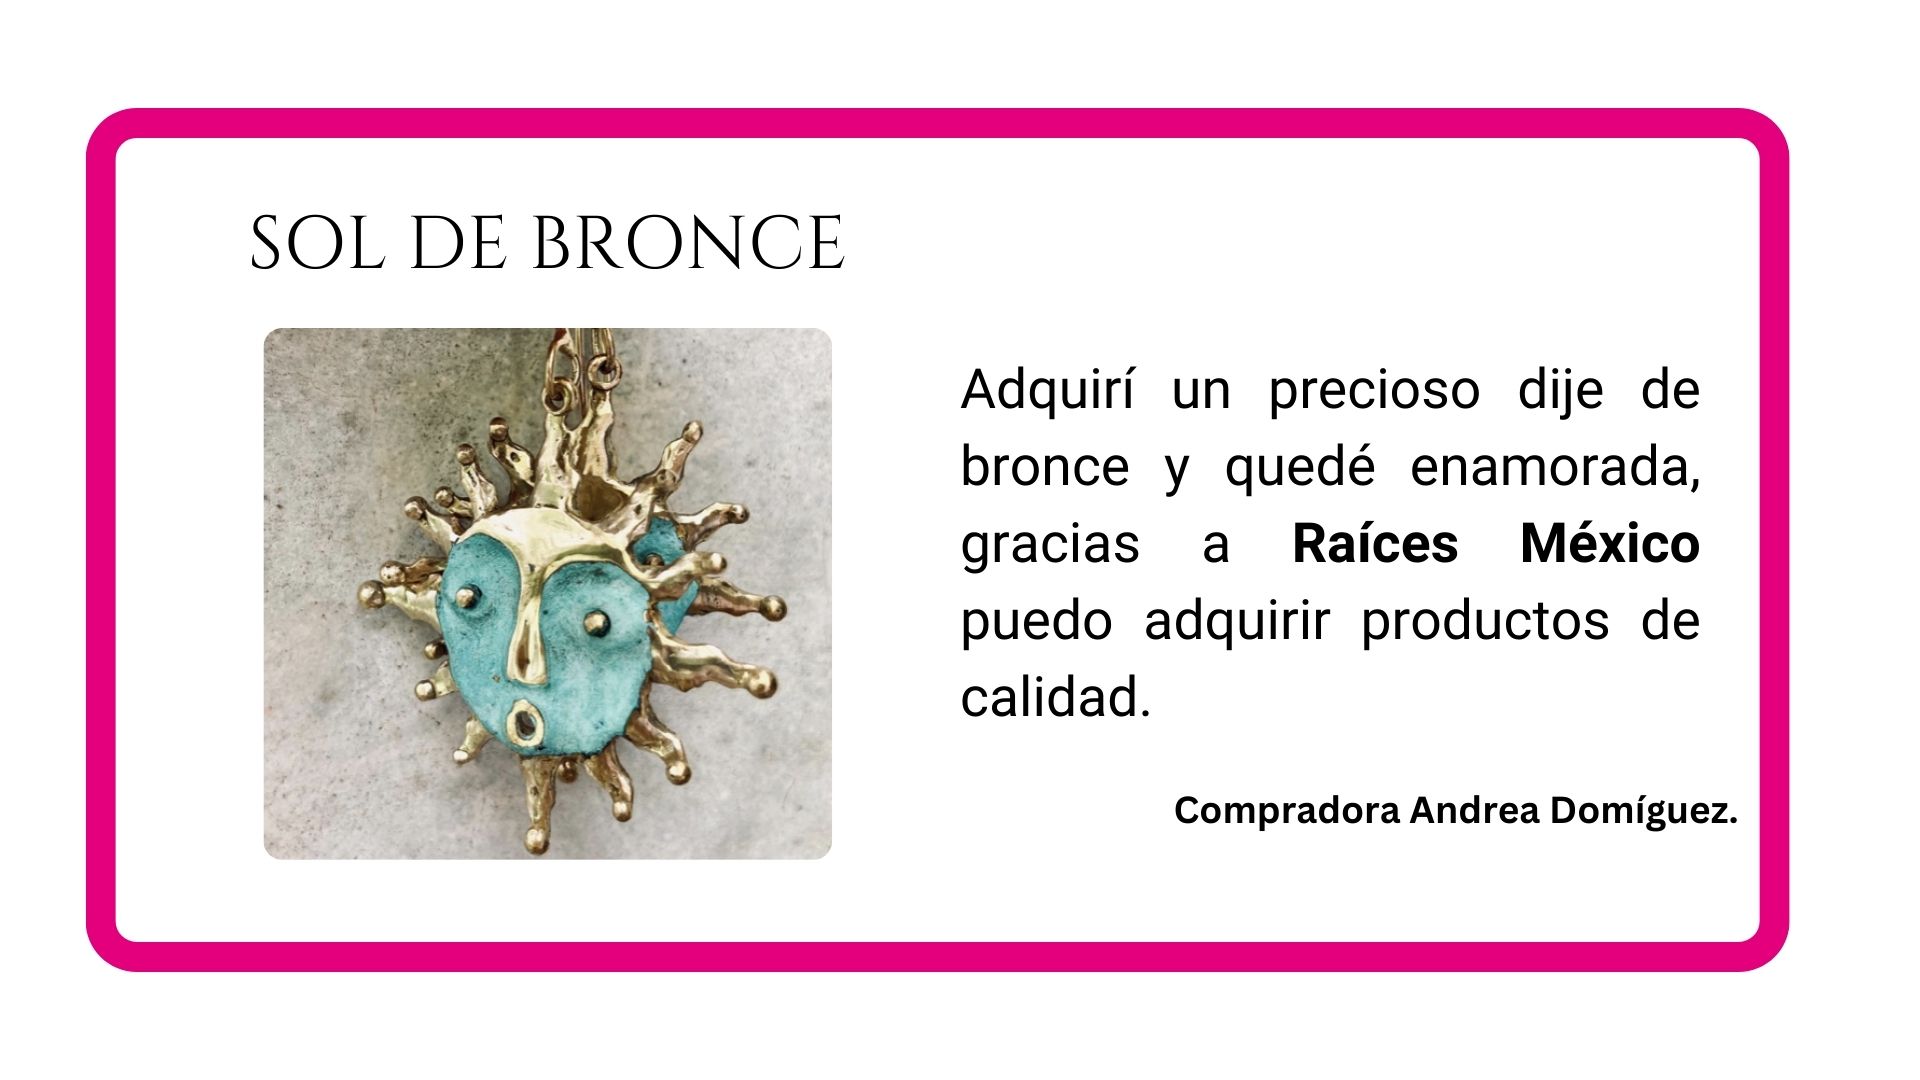 SOL DE BRONCE
Adquirí un precioso dije de
bronce y quedé enamorada,
gracias a Raíces México
puedo adquirir productos de
calidad.
Compradora Andrea Domíguez.